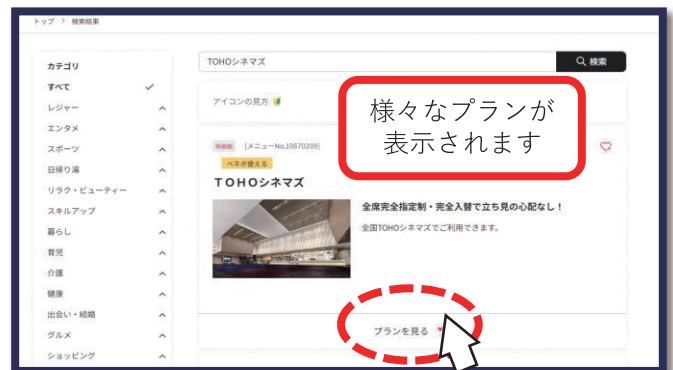 トップ > 検索結果
カテゴリ
すべて
レジャー
エンタメ
スポーツ
日帰り湯
リラク・ビューティー
スキルアップ
暮らし
育児
介護
健康
出会い・結婚
グルメ
ショッピング
TOHOシネマズ
検索
アイコンの見方
様々なプランが
表示されます
映画館 [メニューNo.10670209]
ベネポ使える
TOHOシネマズ
全席完全指定制・完全入替で立ち見の心配なし！
全国TOHOシネマズでご利用できます。
プランを見る